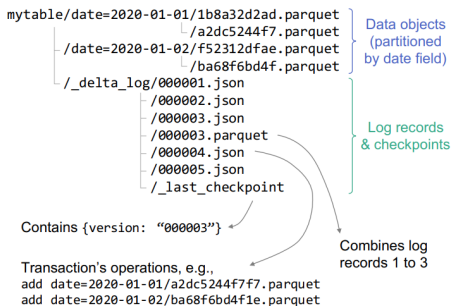 mytable/date=2020-01-01/1b8a32d2ad.parquet
/a2dc5244f7.parquet
/date=2020-01-02/f52312dfae.parquet
/ba68f6bd4f.parquet
/_delta_log/000001.json
/000002.json
/000003.json
/000003.parquet
/000004.json
/000005.json
/_last_checkpoint
Data objects
(partitioned
by date field)
Log records
& checkpoints
Contains {version: “000003”}
Combines log
records 1 to 3
Transaction's operations, e.g.,
add date=2020-01-01/a2dc5244f7f7.parquet
add date=2020-01-02/ba68f6bd4f1e.parquet